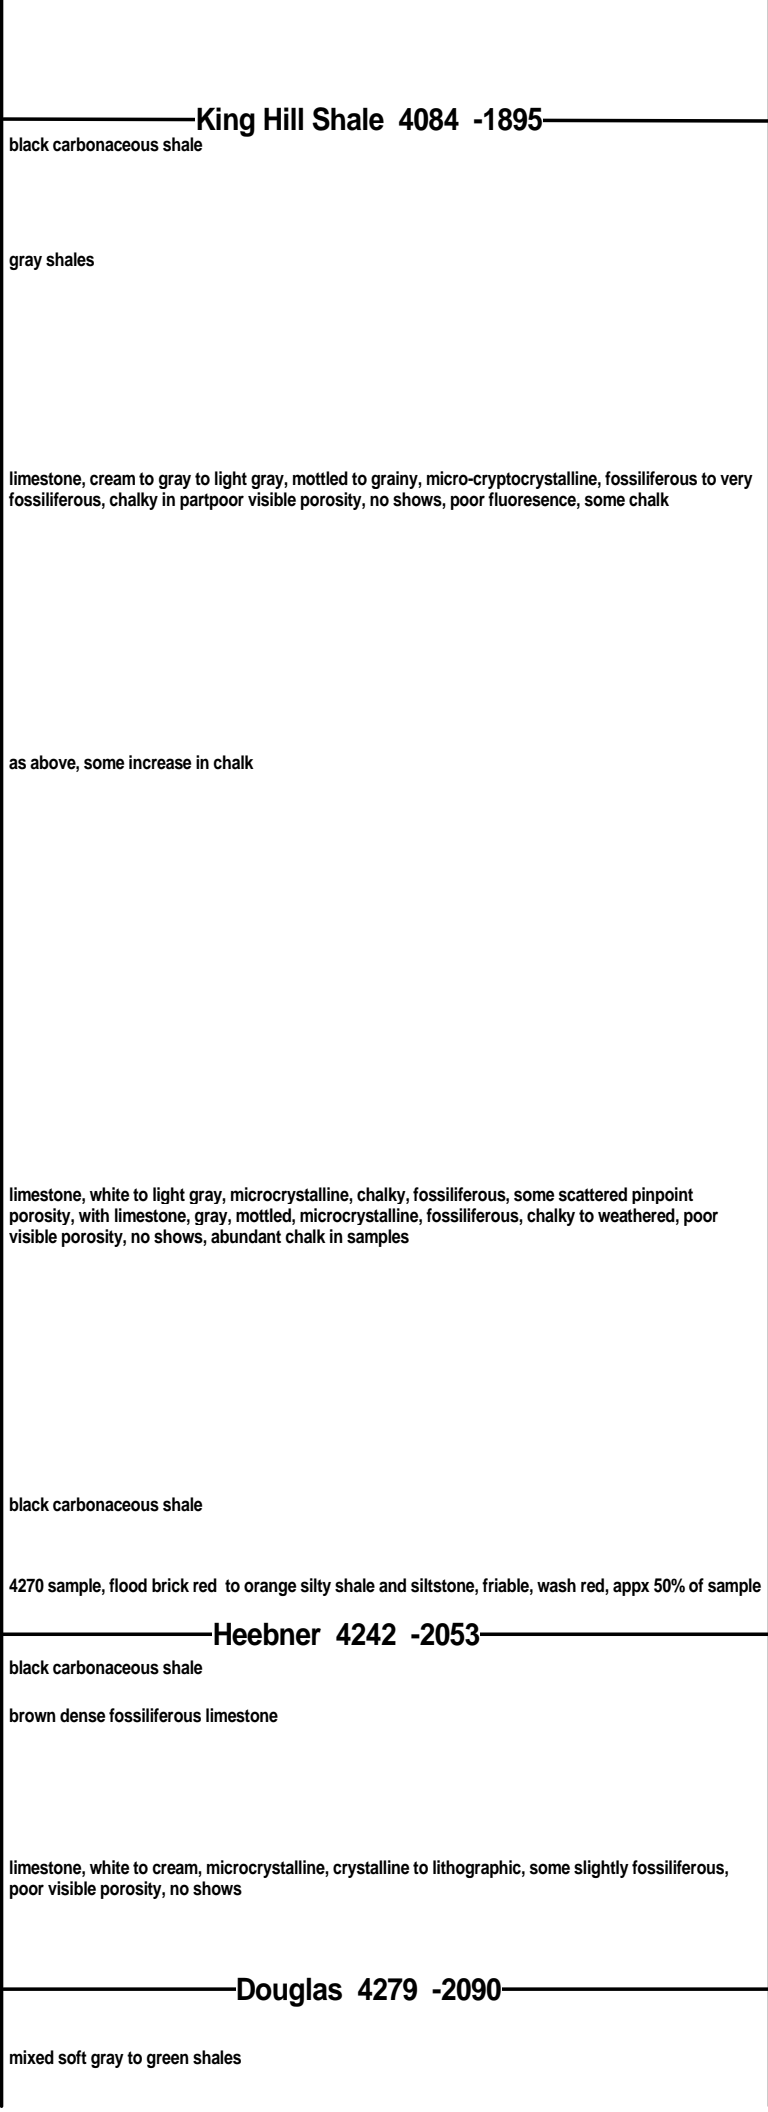 King Hill Shale 4084 -1895
black carbonaceous shale
gray shales
limestone, cream to gray to light gray, mottled to grainy, micro-cryptocrystalline, fossiliferous to very
fossiliferous, chalky in partpoor visible porosity, no shows, poor fluoresence, some chalk
as above, some increase in chalk
limestone, white to light gray, microcrystalline, chalky, fossiliferous, some scattered pinpoint
porosity, with limestone, gray, mottled, microcrystalline, fossiliferous, chalky to weathered, poor
visible porosity, no shows, abundant chalk in samples
black carbonaceous shale
4270 sample, flood brick red  to orange silty shale and siltstone, friable, wash red, appx 50% of sample
Heebner 4242 -2053
black carbonaceous shale
brown dense fossiliferous limestone
limestone, white to cream, microcrystalline, crystalline to lithographic, some slightly fossiliferous,
poor visible porosity, no shows
Douglas 4279 -2090
mixed soft gray to green shales